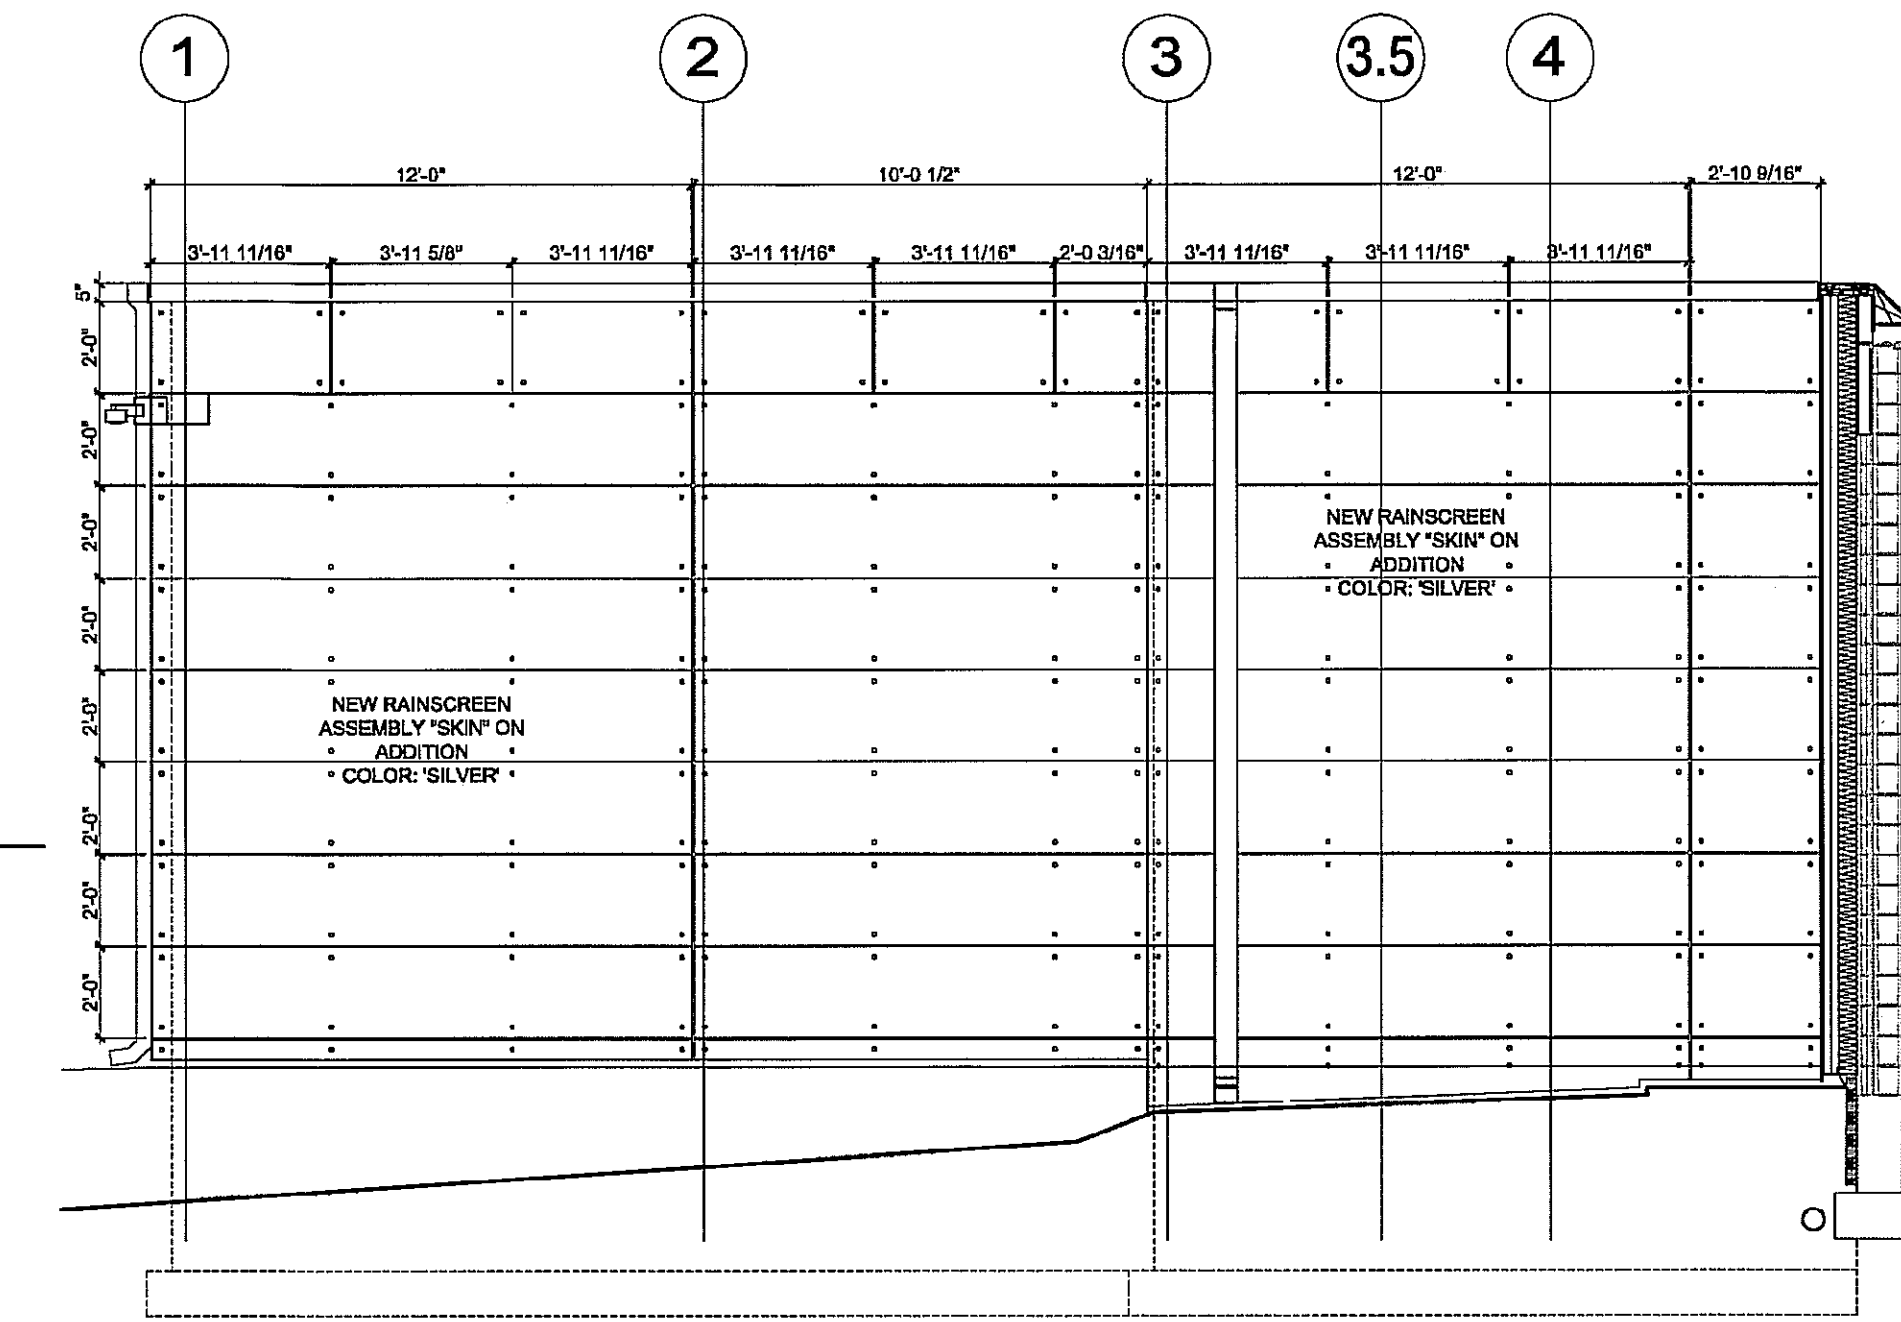 1 2 3 3.5 4
12'-0" 10'-0 1/2" 12'-0" 2'-10 9/16"
3'-11 11/16" 3'-11 5/8" 3'-11 11/16" 3'-11 11/16" 3'-11 11/16" 2'-0 3/16" 3'-11 11/16" 3'-11 11/16" 3'-11 11/16"
5"
2'-0"
2'-0"
2'-0"
2'-0"
2'-0"
2'-0"
2'-0"
2'-0"
NEW RAINSCREEN
ASSEMBLY "SKIN" ON
ADDITION
COLOR: 'SILVER'
NEW RAINSCREEN
ASSEMBLY "SKIN" ON
ADDITION
COLOR: 'SILVER'